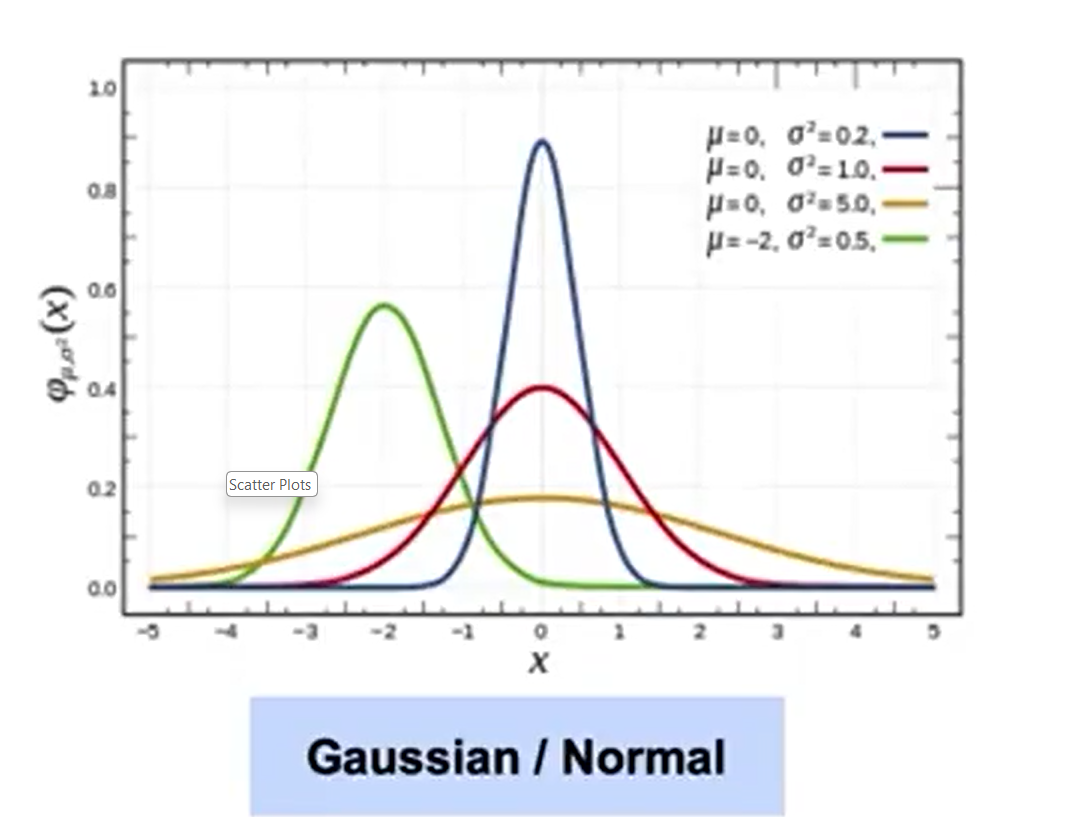 1.0
μ=0, σ²=0.2,
μ=0, σ²=1.0,
0.8
μ=0, σ²=5.0,
μ=−2, σ²=0.5,
0.6
φμ,σ²(x)
0.4
Scatter Plots
0.2
0.0
−5 −4 −3 −2 −1 0 1 2 3 4 5
x
Gaussian / Normal